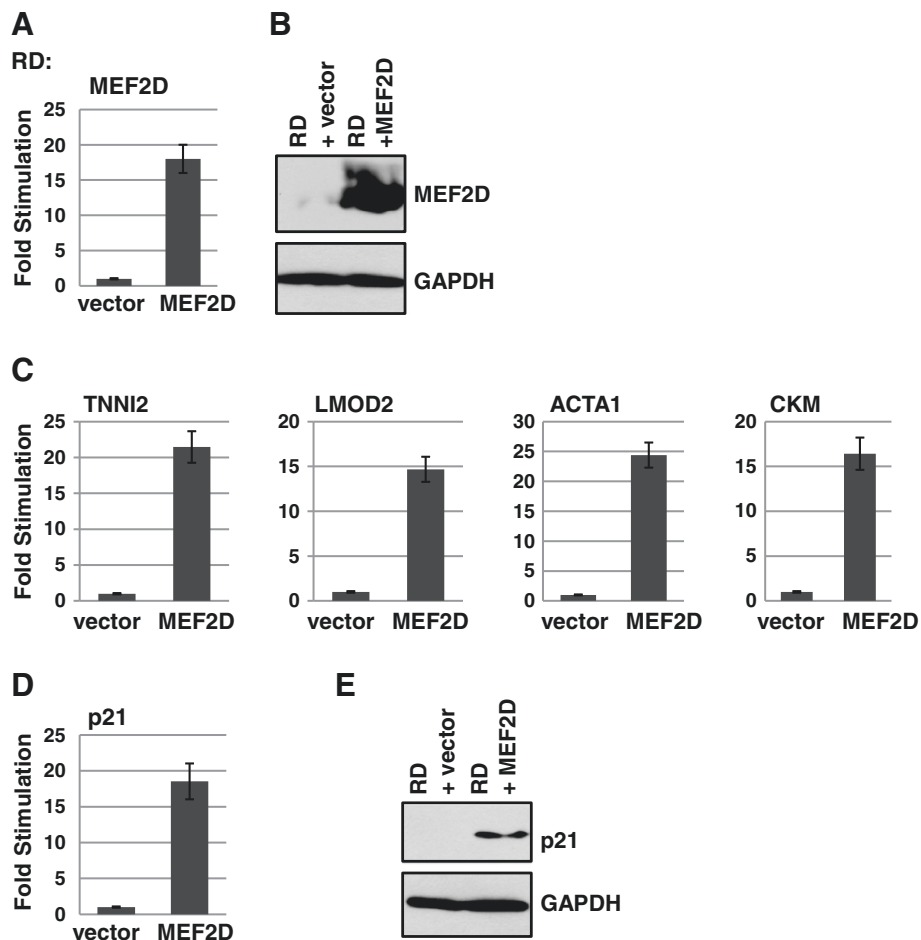 A
RD:
MEF2D
Fold Stimulation
25
20
15
10
5
0
vector MEF2D
B
RD
+ vector
RD
+MEF2D
MEF2D
GAPDH
C
TNNI2
Fold Stimulation
25
20
15
10
5
0
vector MEF2D
LMOD2
20
15
10
5
0
vector MEF2D
ACTA1
30
25
20
15
10
5
0
vector MEF2D
CKM
20
15
10
5
0
vector MEF2D
D
p21
Fold Stimulation
25
20
15
10
5
0
vector MEF2D
E
RD
+ vector
RD
+ MEF2D
p21
GAPDH